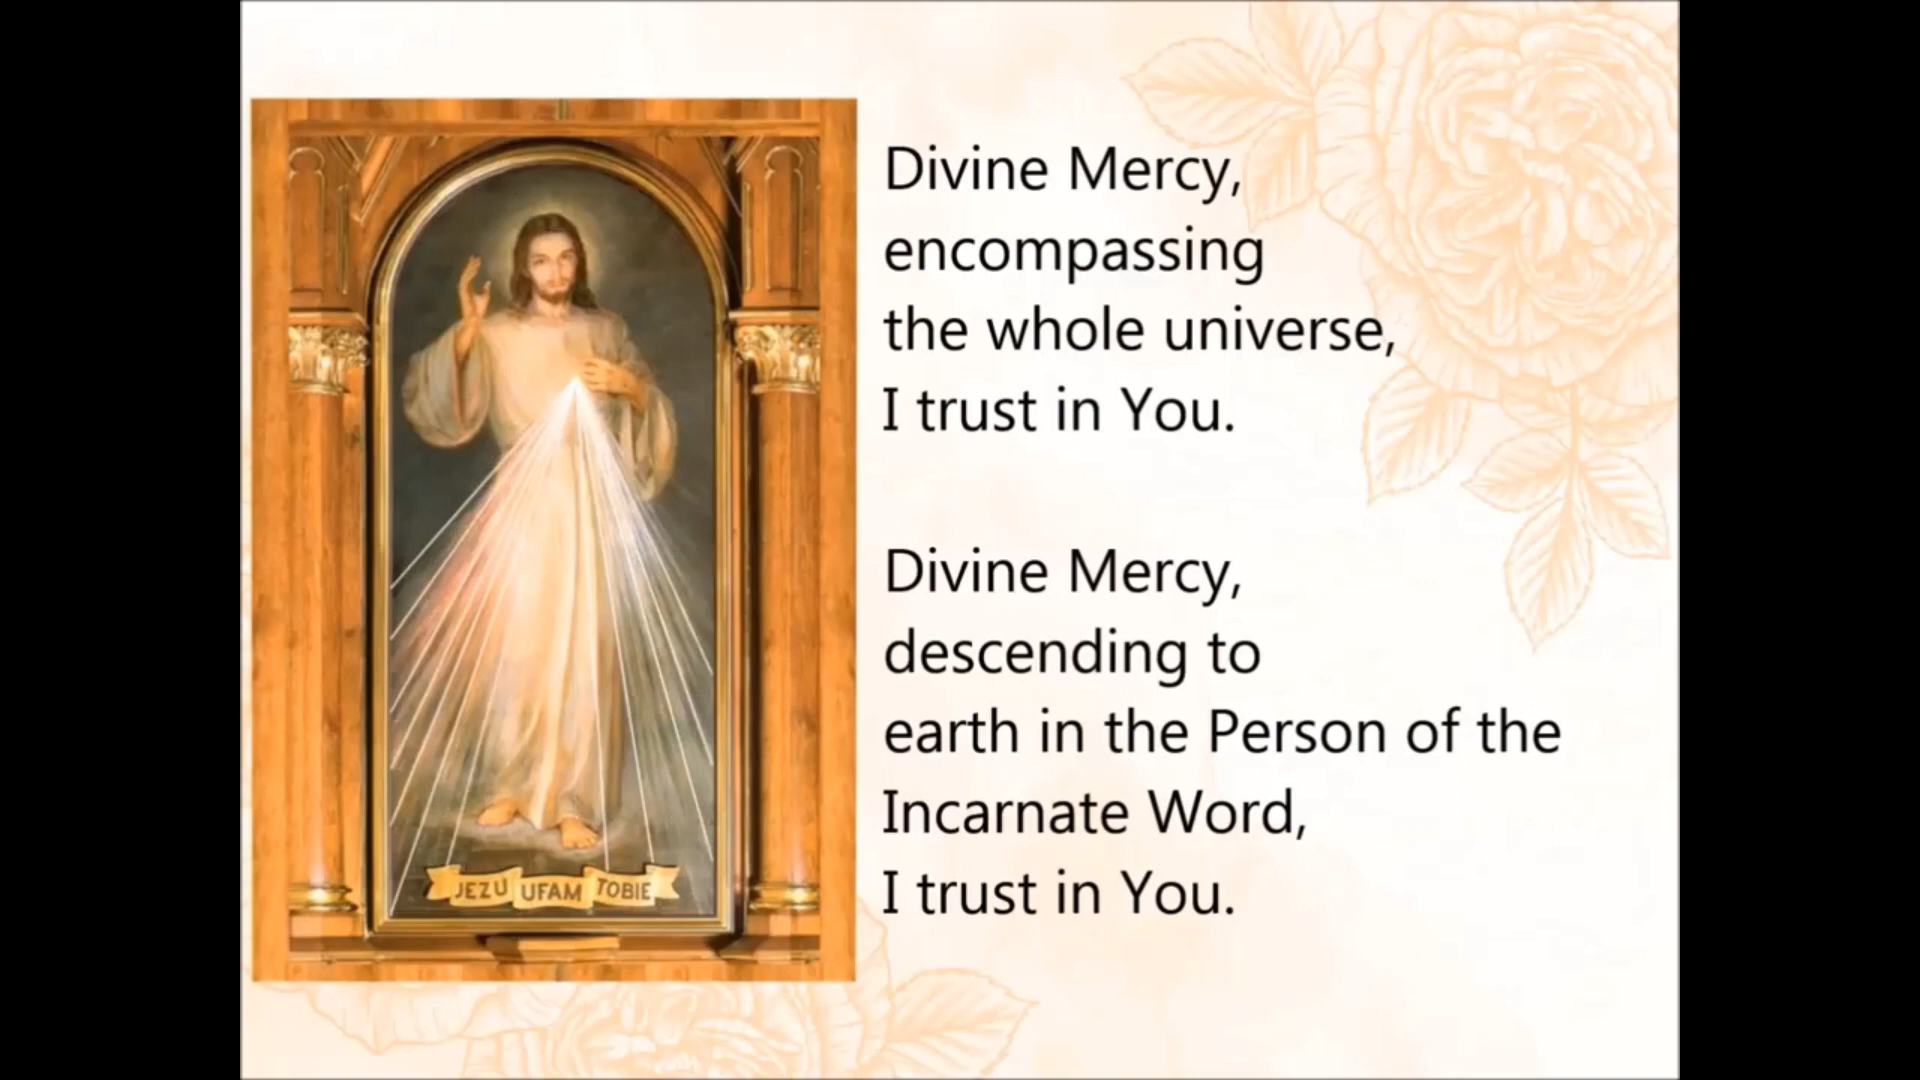 Divine Mercy,
encompassing
the whole universe,
I trust in You.
Divine Mercy,
descending to
earth in the Person of the
Incarnate Word,
I trust in You.
JEZU UFAM TOBIE